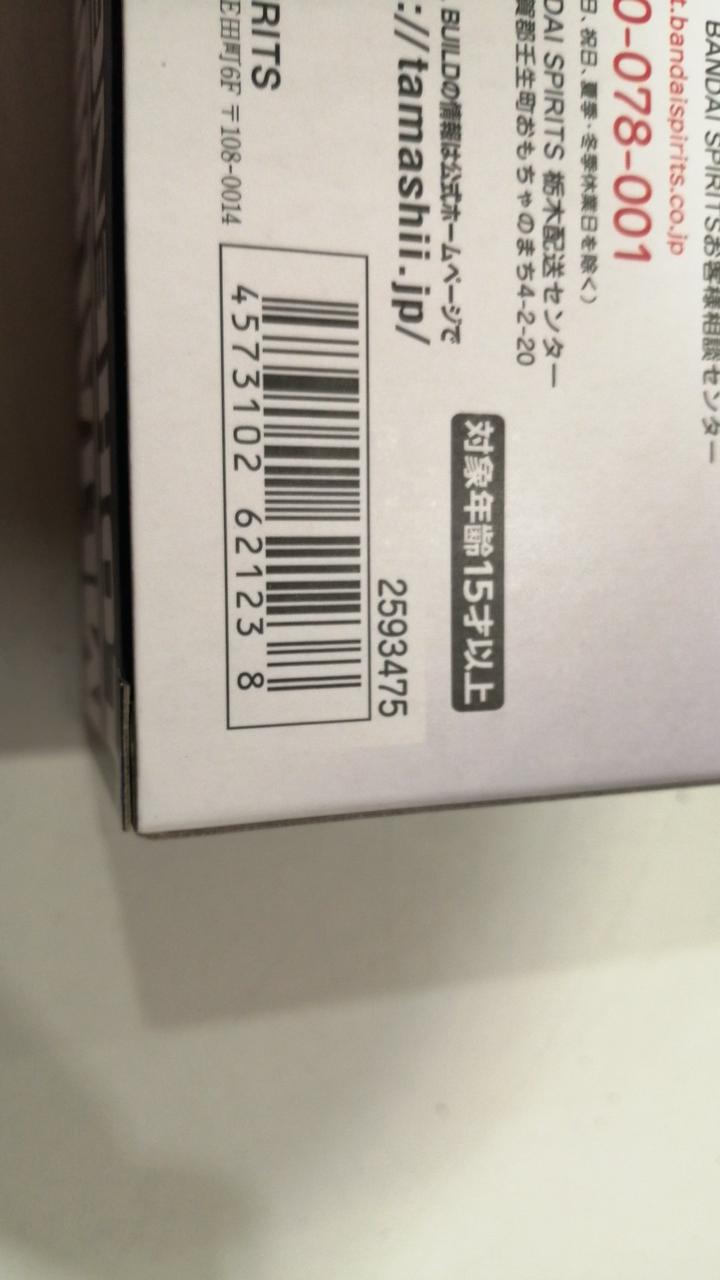 BANDAI SPIRITSお客様相談センター
t.bandaispirits.co.jp
0-078-001
日、祝日、夏季・冬季休業日を除く)
DAI SPIRITS 栃木配送センター
賀郡壬生町おもちゃのまち4-2-20
BUILDの情報は公式ホームページで
://tamashii.jp/
対象年齢15才以上
RITS
田町6F 〒108-0014
2593475
4573102 62123 8